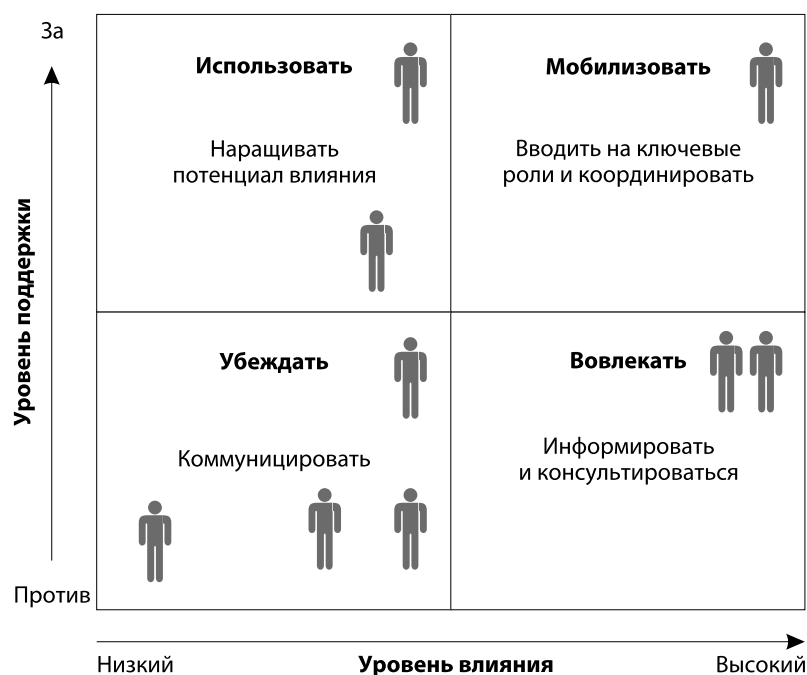 За
Использовать
Мобилизовать
Наращивать
потенциал влияния
Вводить на ключевые
роли и координировать
Уровень поддержки
Убеждать
Вовлекать
Коммуницировать
Информировать
и консультироваться
Против
Низкий
Уровень влияния
Высокий